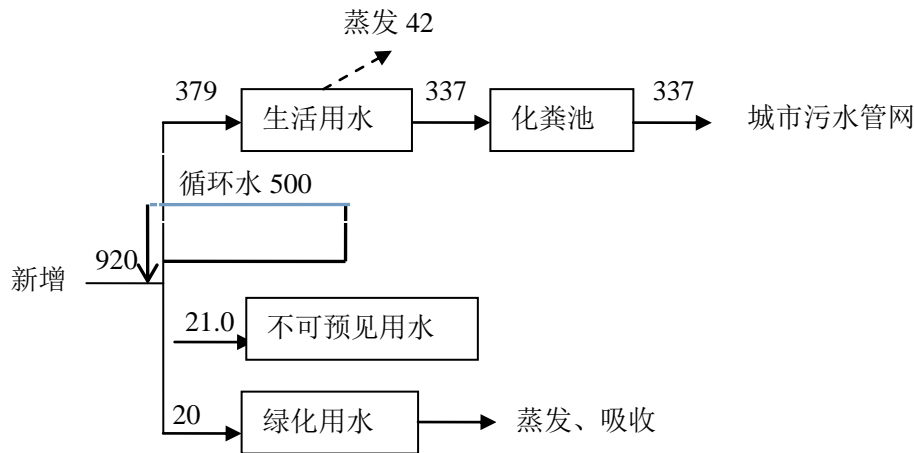 蒸发 42
379
生活用水
337
化粪池
337
城市污水管网
循环水 500
新增
920
21.0
不可预见用水
20
绿化用水
蒸发、吸收